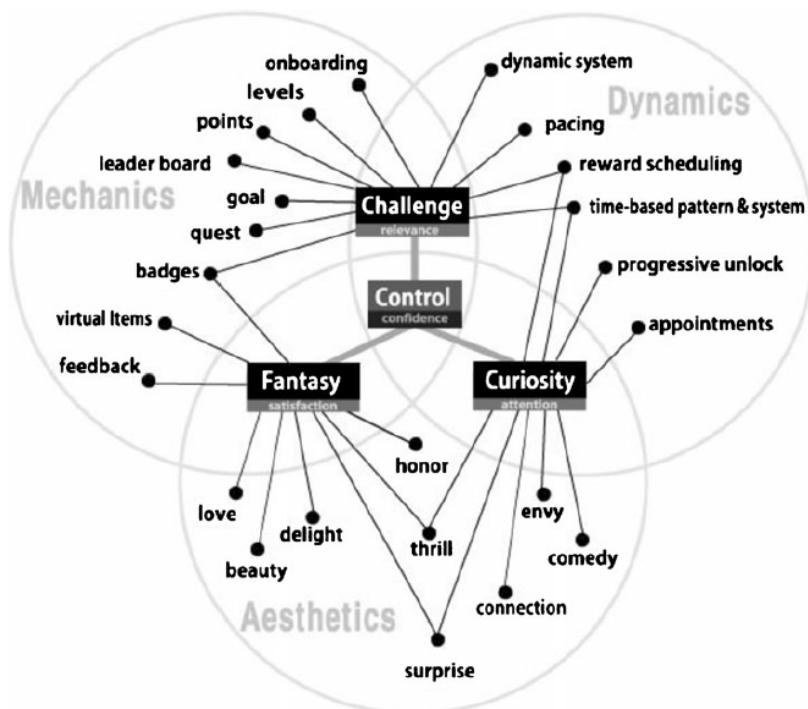 onboarding
dynamic system
levels
Dynamics
points
pacing
leader board
reward scheduling
Mechanics
goal
Challenge
relevance
time-based pattern & system
quest
badges
progressive unlock
Control
confidence
virtual Items
appointments
feedback
Fantasy
satisfaction
Curiosity
attention
honor
love
delight
envy
thrill
comedy
beauty
connection
Aesthetics
surprise